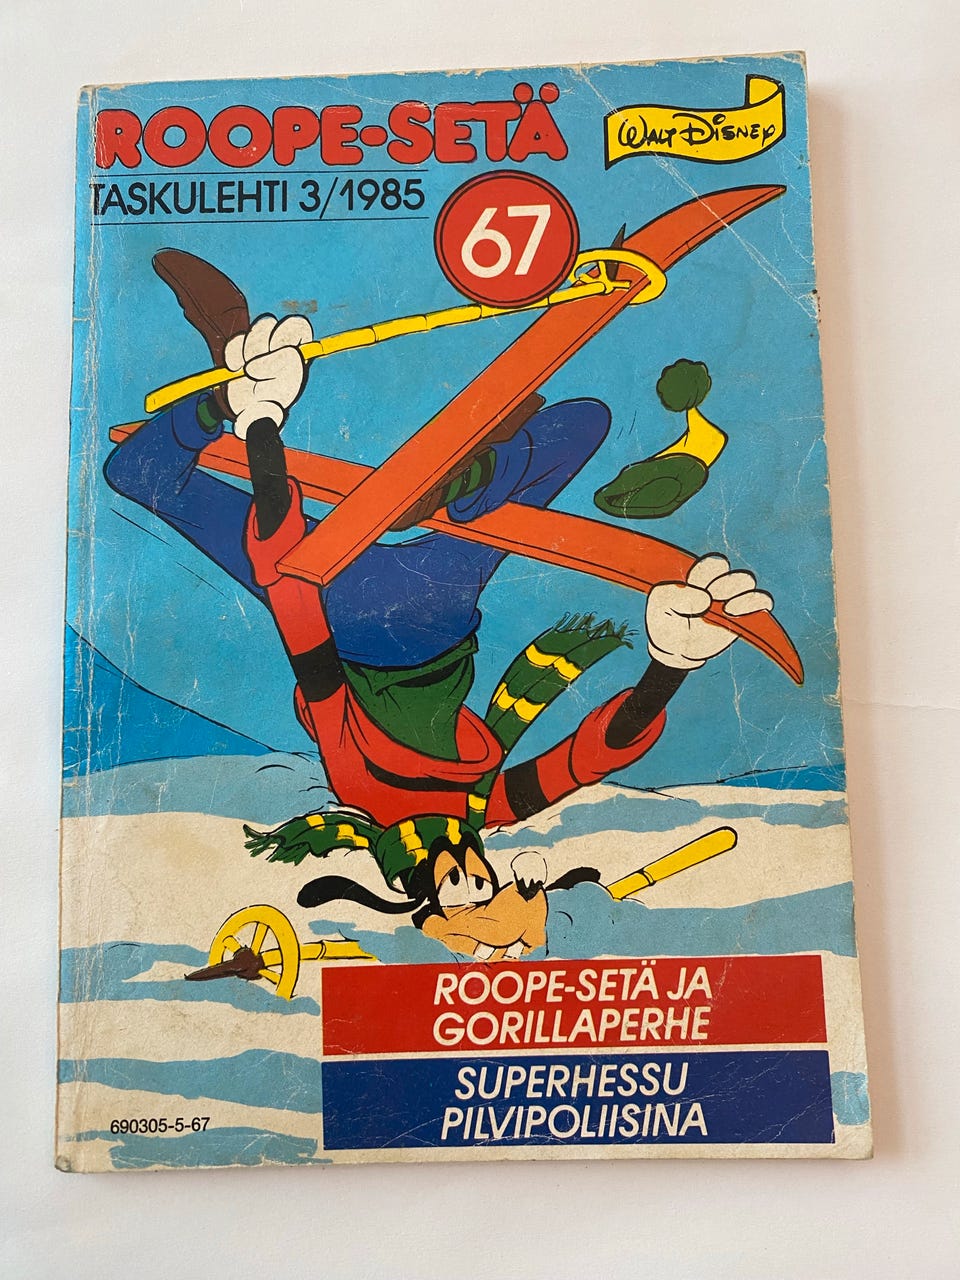 ROOPE-SETÄ
WALT DISNEY
TASKULEHTI 3/1985
67
ROOPE-SETÄ JA
GORILLAPERHE
SUPERHESSU
PILVIPOLIISINA
690305-5-67